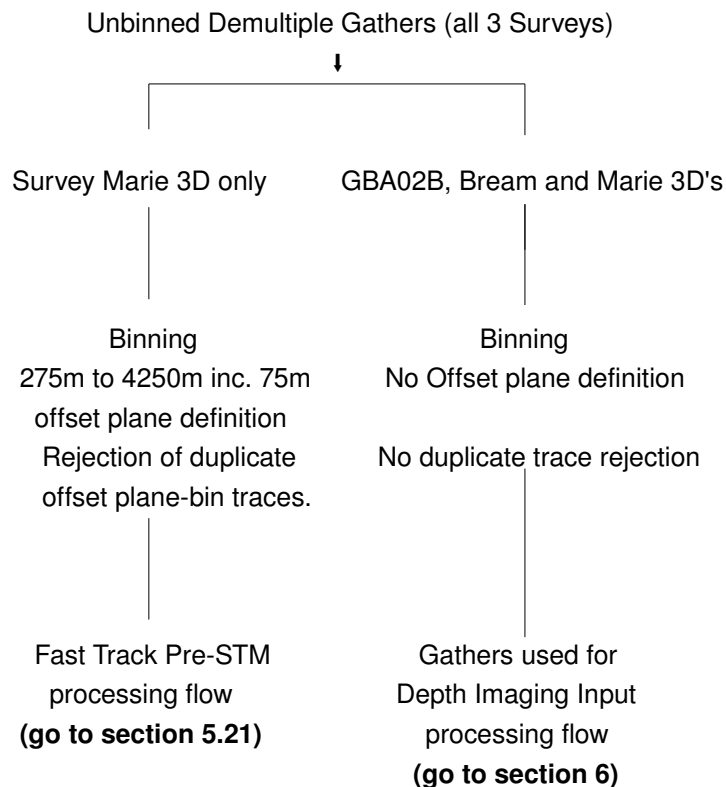 Unbinned Demultiple Gathers (all 3 Surveys)
Survey Marie 3D only
Binning
275m to 4250m inc. 75m
offset plane definition
Rejection of duplicate
offset plane-bin traces.
Fast Track Pre-STM
processing flow
(go to section 5.21)
GBA02B, Bream and Marie 3D's
Binning
No Offset plane definition
No duplicate trace rejection
Gathers used for
Depth Imaging Input
processing flow
(go to section 6)